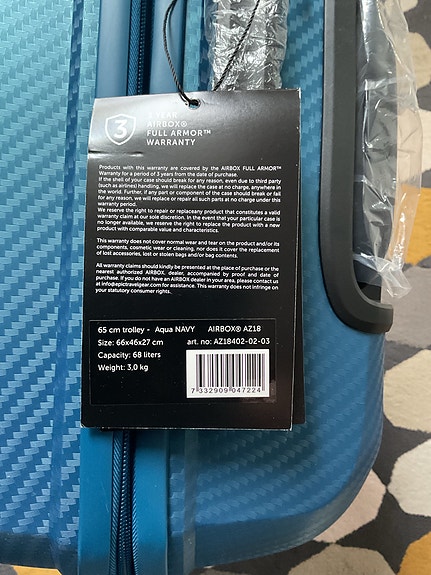 3
AIRBOX®
FULL ARMOR™
WARRANTY
Products with this warranty are covered by the AIRBOX FULL ARMOR™
Warranty for a period of 3 years from the date of purchase.
If the shell of your case should break for any reason, even due to third party
(such as airlines) handling, we will replace the case at no charge, anywhere in
the world. Further, if any part or component of the case should break or fail
for any reason, we will replace or repair all such parts at no charge under this
warranty period.
We reserve the right to repair or replaceany product that constitutes a valid
warranty claim at our sole discretion. In the event that your particular case is
no longer available, we reserve the right to replace the product with a new
product with comparable value and characteristics.
This warranty does not cover normal wear and tear on the product and/or its
components, cosmetic wear or cleaning, nor does it cover the replacement
of lost accessories, lost or stolen bags and/or bag contents.
All warranty claims should kindly be presented at the place of purchase or the
nearest authorized AIRBOX. dealer, accompanied by proof and date of
purchase. If you do not have an AIRBOX dealer in your area, please contact us
at info@epictravelgear.com for assistance. This warranty does not infringe on
your statutory consumer rights.
65 cm trolley - Aqua NAVY AIRBOX® AZ18
Size: 66x46x27 cm art. no: AZ18402-02-03
Capacity: 68 liters
Weight: 3,0 kg
7 332909 047224